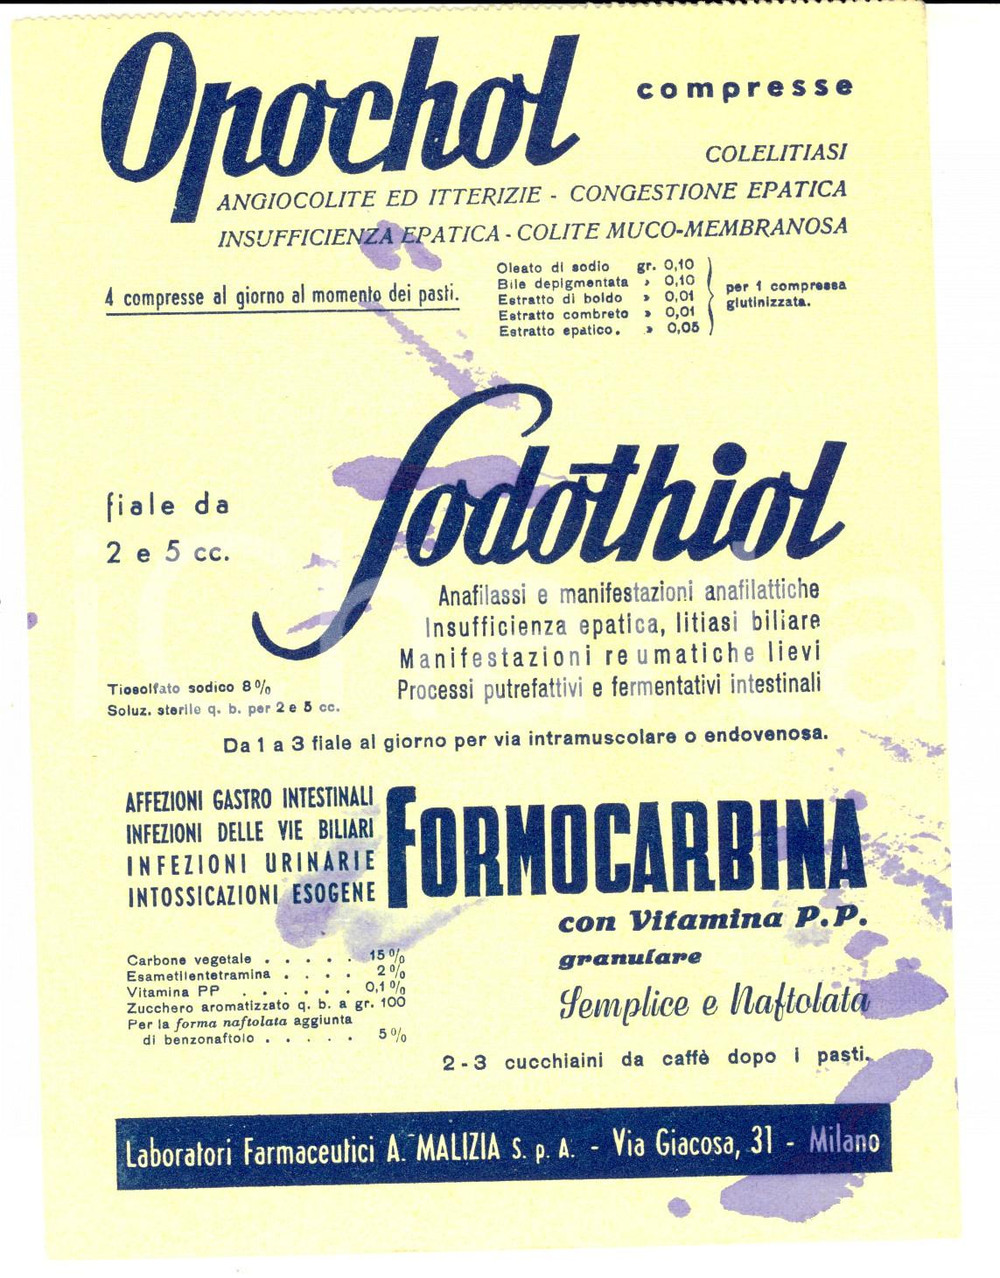 Opochol compresse
COLELITIASI
ANGIOCOLITE ED ITTERIZIE - CONGESTIONE EPATICA
INSUFFICIENZA EPATICA - COLITE MUCO-MEMBRANOSA
4 compresse al giorno al momento dei pasti.
Oleato di sodio gr. 0,10
Bile depigmentata » 0,10
Estratto di boldo » 0,01
Estratto combreto » 0,01
Estratto epatico. » 0,05
per 1 compressa
glutinizzata.
Sodothiol
fiale da
2 e 5 cc.
Anafilassi e manifestazioni anafilattiche
Insufficienza epatica, litiasi biliare
Manifestazioni reumatiche lievi
Processi putrefattivi e fermentativi intestinali
Tiosolfato sodico 8%
Soluz. sterile q. b. per 2 e 5 cc.
Da 1 a 3 fiale al giorno per via intramuscolare o endovenosa.
AFFEZIONI GASTRO INTESTINALI
INFEZIONI DELLE VIE BILIARI
INFEZIONI URINARIE
INTOSSICAZIONI ESOGENE
FORMOCARBINA
con Vitamina P.P.
granulare
Semplice e Naftolata
Carbone vegetale . . . . . 15%
Esametilentetramina . . . . 2%
Vitamina PP . . . . . . 0,1%
Zucchero aromatizzato q. b. a gr. 100
Per la forma naftolata aggiunta
di benzonaftolo . . . . . 5%
2-3 cucchiaini da caffè dopo i pasti.
Laboratori Farmaceutici A. MALIZIA S. p. A. - Via Giacosa, 31 - Milano